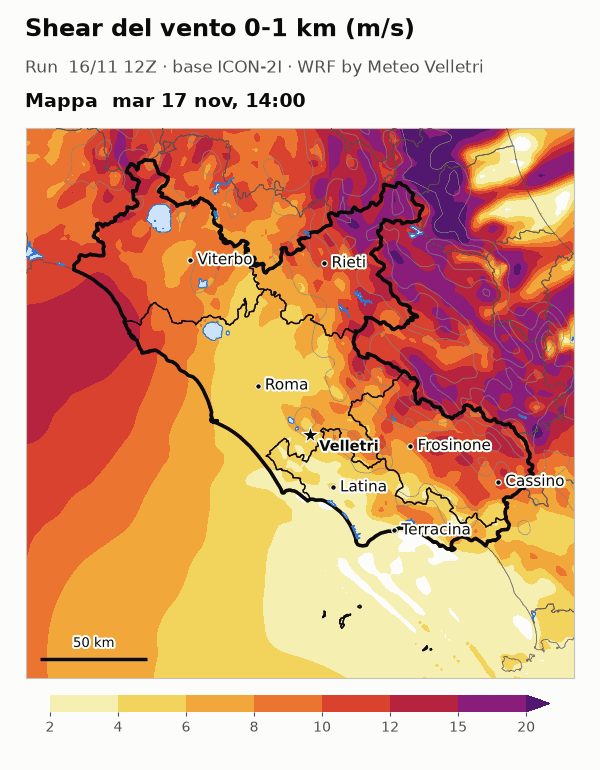 Shear del vento 0-1 km (m/s)
Run  16/11 12Z · base ICON-2I · WRF by Meteo Velletri
Mappa  mar 17 nov, 14:00
Viterbo
Rieti
Roma
Velletri
Frosinone
Cassino
Latina
Terracina
50 km
2 4 6 8 10 12 15 20